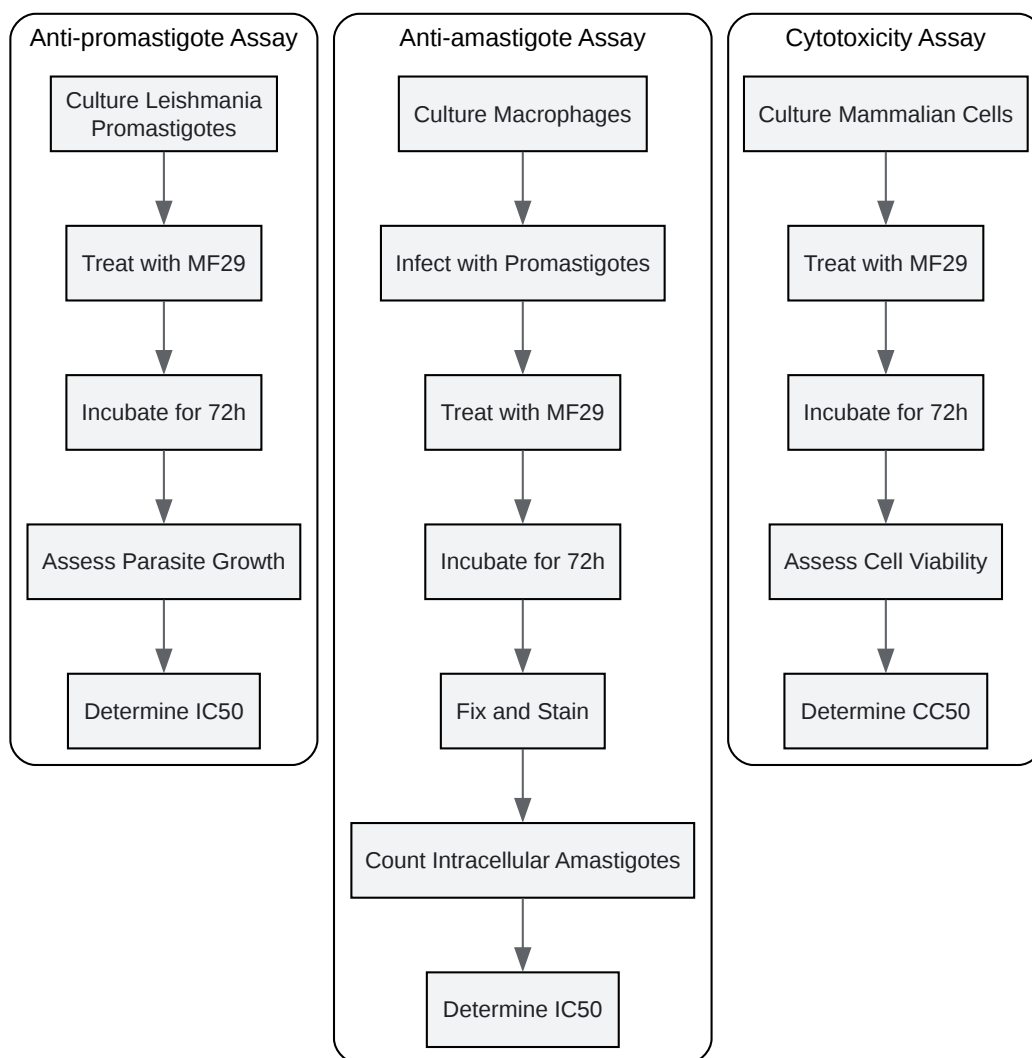 Anti-promastigote Assay
Culture Leishmania
Promastigotes
Treat with MF29
Incubate for 72h
Assess Parasite Growth
Determine IC50
Anti-amastigote Assay
Culture Macrophages
Infect with Promastigotes
Treat with MF29
Incubate for 72h
Fix and Stain
Count Intracellular Amastigotes
Determine IC50
Cytotoxicity Assay
Culture Mammalian Cells
Treat with MF29
Incubate for 72h
Assess Cell Viability
Determine CC50